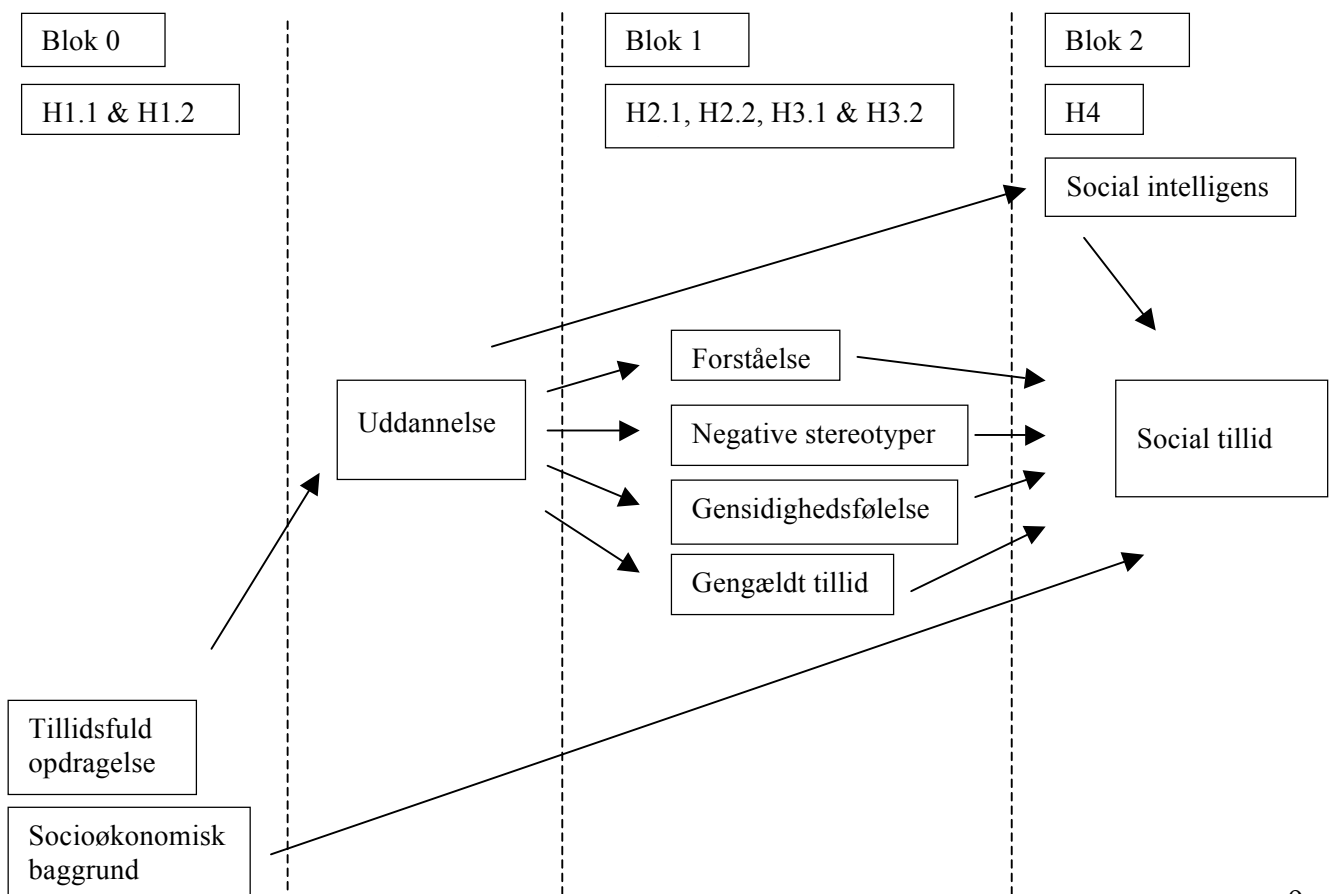 Blok 0
Blok 1
Blok 2
H1.1 & H1.2
H2.1, H2.2, H3.1 & H3.2
H4
Social intelligens
Forståelse
Uddannelse
Negative stereotyper
Social tillid
Gensidighedsfølelse
Gengældt tillid
Tillidsfuld
opdragelse
Socioøkonomisk
baggrund